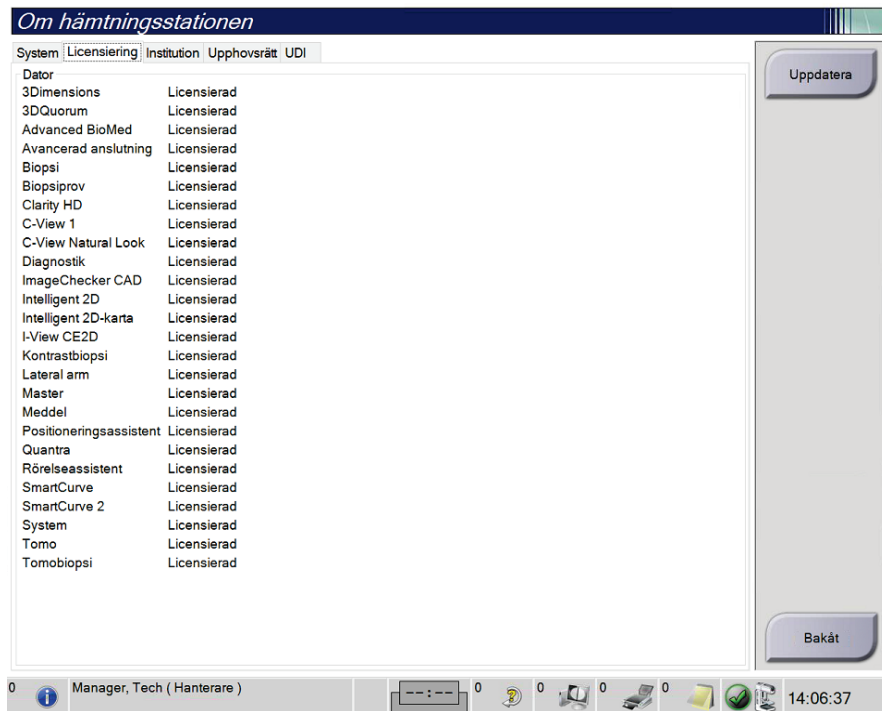 Om hämtningsstationen
System Licensiering Institution Upphovsrätt UDI
Uppdatera
Dator
3Dimensions Licensierad
3DQuorum Licensierad
Advanced BioMed Licensierad
Avancerad anslutning Licensierad
Biopsi Licensierad
Biopsiprov Licensierad
Clarity HD Licensierad
C-View 1 Licensierad
C-View Natural Look Licensierad
Diagnostik Licensierad
ImageChecker CAD Licensierad
Intelligent 2D Licensierad
Intelligent 2D-karta Licensierad
I-View CE2D Licensierad
Kontrastbiopsi Licensierad
Lateral arm Licensierad
Master Licensierad
Meddel Licensierad
Positioneringsassistent Licensierad
Quantra Licensierad
Rörelseassistent Licensierad
SmartCurve Licensierad
SmartCurve 2 Licensierad
System Licensierad
Tomo Licensierad
Tomobiopsi Licensierad
Bakåt
0 Manager, Tech ( Hanterare ) --:-- 0 0 0 0 14:06:37